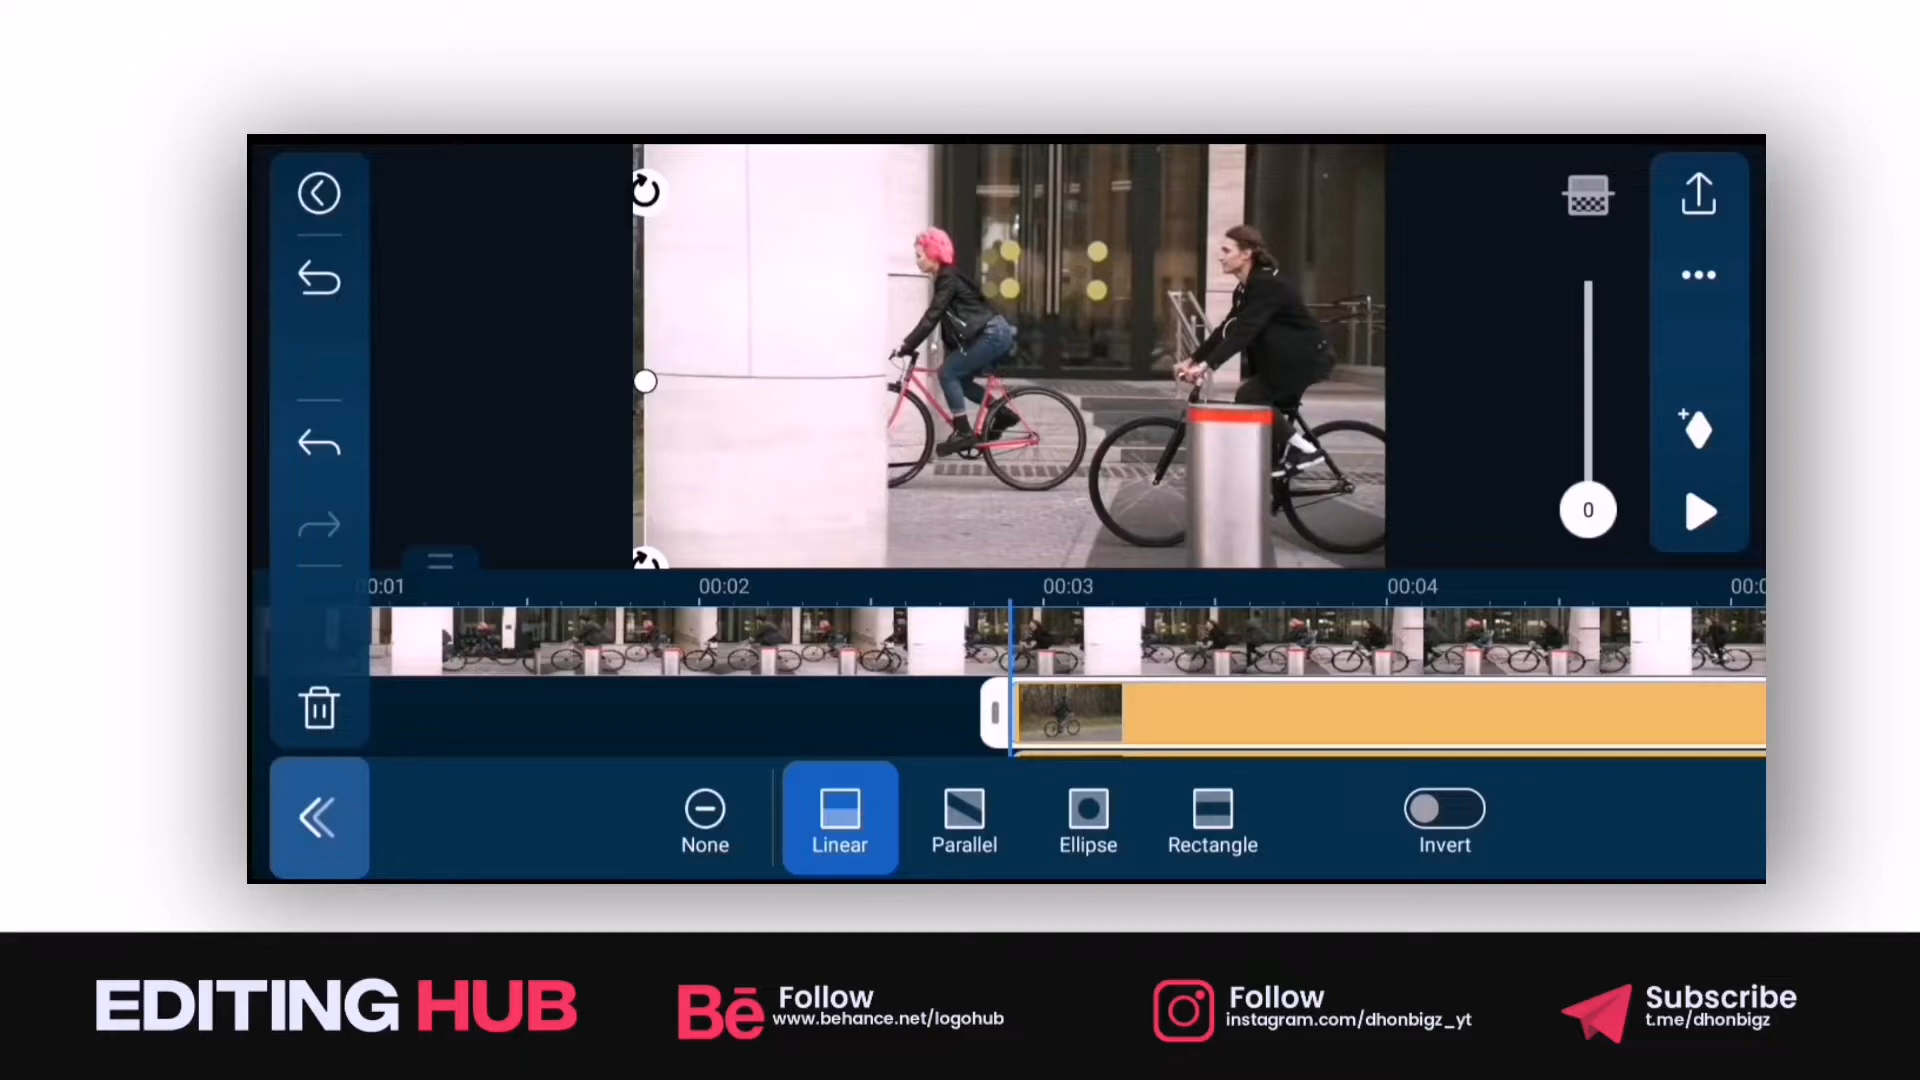 0
00:01
00:02
00:03
00:04
None
Linear
Parallel
Ellipse
Rectangle
Invert
EDITING HUB
Bē
Follow
www.behance.net/logohub
Follow
instagram.com/dhonbigz_yt
Subscribe
t.me/dhonbigz